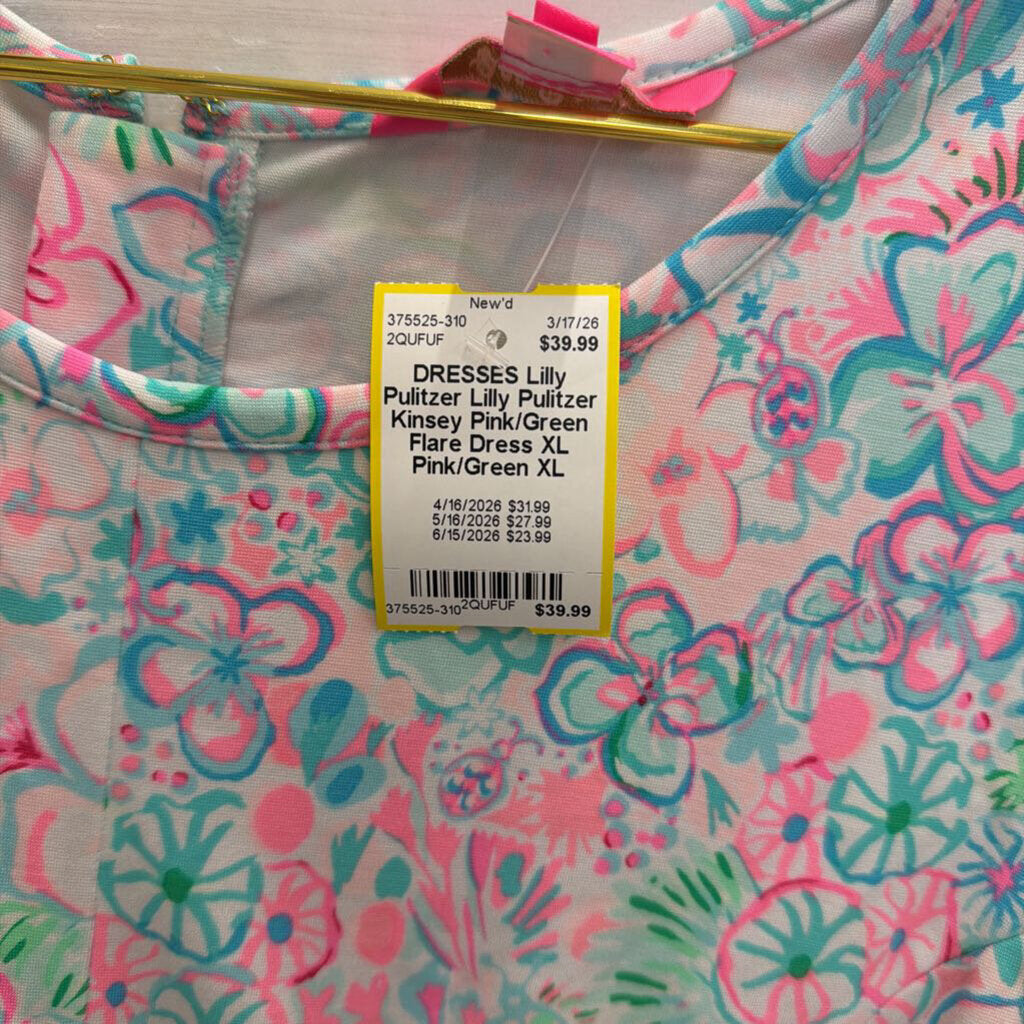 New'd
375525-310 3/17/26
2QUFUF $39.99
DRESSES Lilly
Pulitzer Lilly Pulitzer
Kinsey Pink/Green
Flare Dress XL
Pink/Green XL
4/16/2026 $31.99
5/16/2026 $27.99
6/15/2026 $23.99
375525-310 2QUFUF $39.99